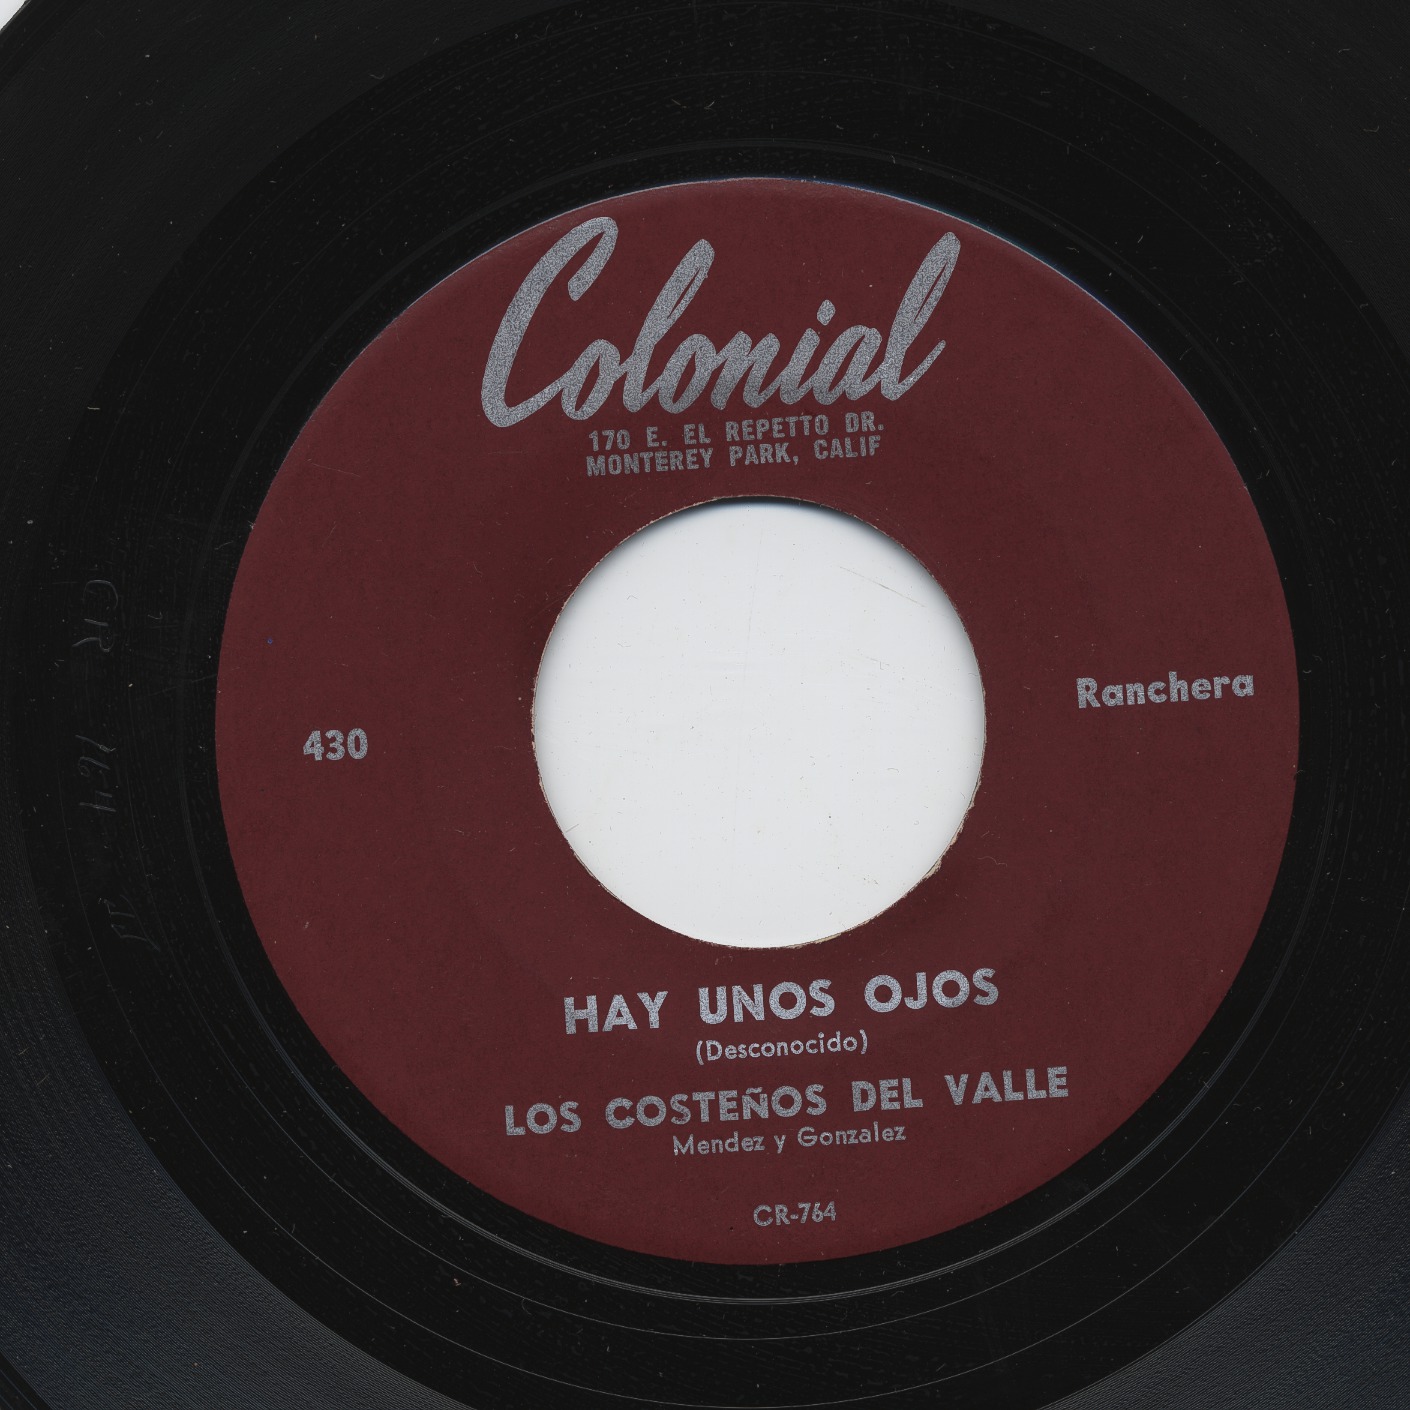 Colonial
170 E. EL REPETTO DR.
MONTEREY PARK, CALIF
Ranchera
430
HAY UNOS OJOS
(Desconocido)
LOS COSTEÑOS DEL VALLE
Mendez y Gonzalez
CR-764